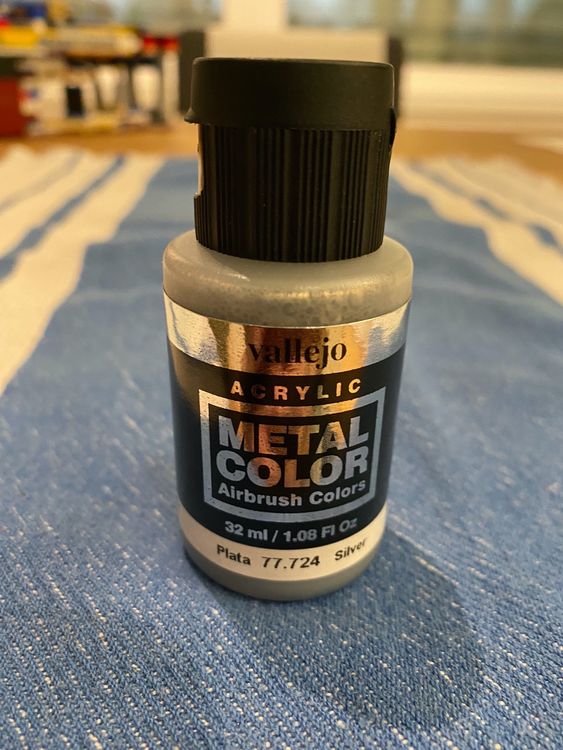 vallejo
ACRYLIC
METAL
COLOR
Airbrush Colors
32 ml / 1.08 Fl Oz
Plata 77.724 Silver